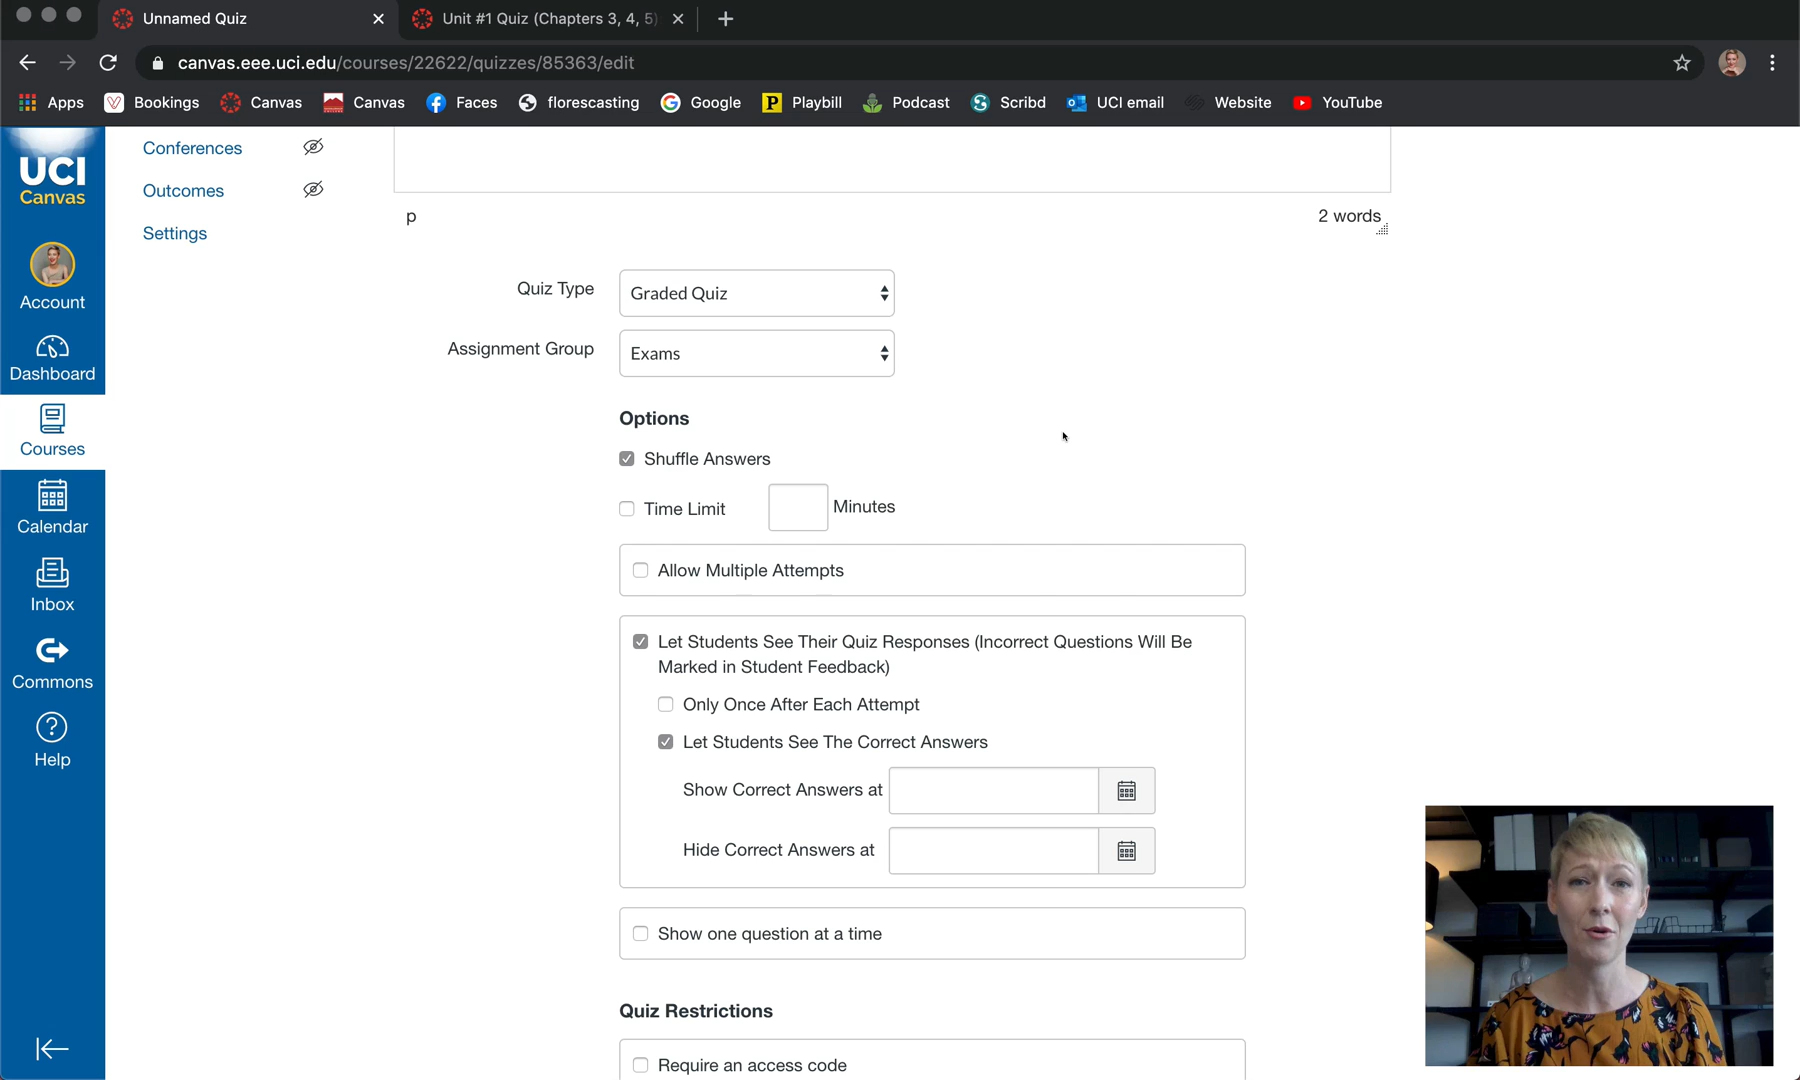 Unnamed Quiz
Unit #1 Quiz (Chapters 3, 4, 5)
canvas.eee.uci.edu/courses/22622/quizzes/85363/edit
Apps
Bookings
Canvas
Canvas
Faces
florescasting
Google
Playbill
Podcast
Scribd
UCI email
Website
YouTube
UCI
Canvas
Account
Dashboard
Courses
Calendar
Inbox
Commons
Help
Conferences
Outcomes
Settings
p
2 words
Quiz Type
Graded Quiz
Assignment Group
Exams
Options
Shuffle Answers
Time Limit
Minutes
Allow Multiple Attempts
Let Students See Their Quiz Responses (Incorrect Questions Will Be
Marked in Student Feedback)
Only Once After Each Attempt
Let Students See The Correct Answers
Show Correct Answers at
Hide Correct Answers at
Show one question at a time
Quiz Restrictions
Require an access code